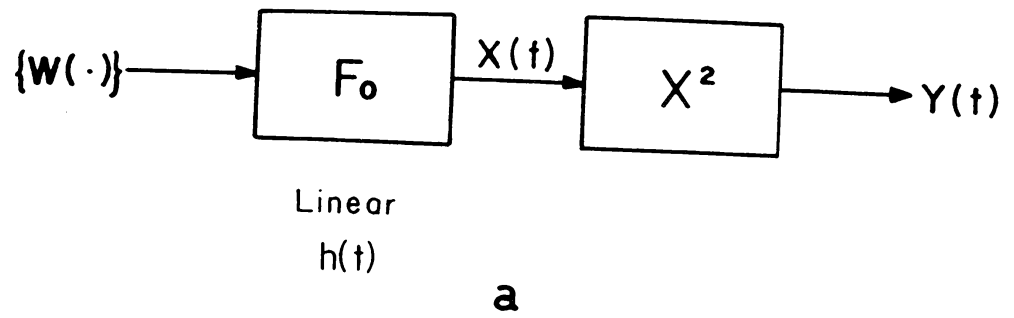 {W(·)} F₀ X(t) X² Y(t)
Linear
h(t)
a